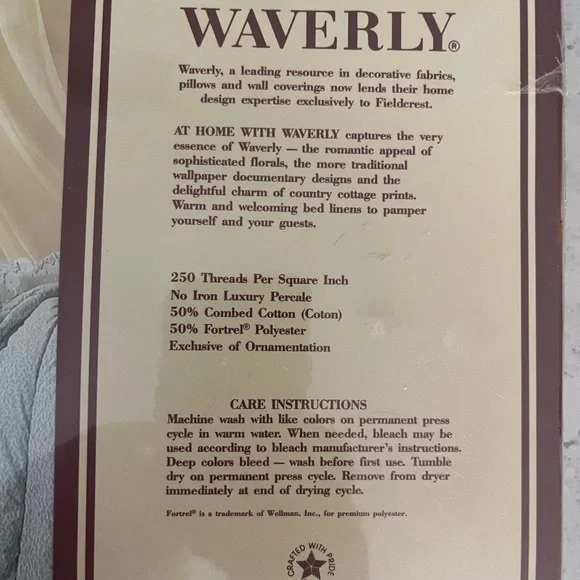 WAVERLY®
Waverly, a leading resource in decorative fabrics,
pillows and wall coverings now lends their home
design expertise exclusively to Fieldcrest.
AT HOME WITH WAVERLY captures the very
essence of Waverly — the romantic appeal of
sophisticated florals, the more traditional
wallpaper documentary designs and the
delightful charm of country cottage prints.
Warm and welcoming bed linens to pamper
yourself and your guests.
250 Threads Per Square Inch
No Iron Luxury Percale
50% Combed Cotton (Coton)
50% Fortrel® Polyester
Exclusive of Ornamentation
CARE INSTRUCTIONS
Machine wash with like colors on permanent press
cycle in warm water. When needed, bleach may be
used according to bleach manufacturer's instructions.
Deep colors bleed — wash before first use. Tumble
dry on permanent press cycle. Remove from dryer
immediately at end of drying cycle.
Fortrel® is a trademark of Wellman, Inc., for premium polyester.
CRAFTED WITH PRIDE